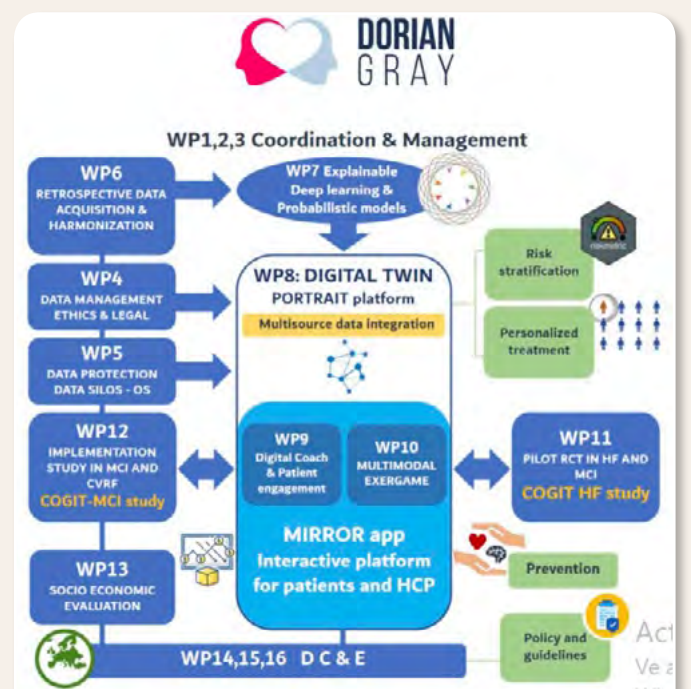 DORIAN
GRAY
WP1,2,3 Coordination & Management
WP6
RETROSPECTIVE DATA
ACQUISITION &
HARMONIZATION
WP7 Explainable
Deep learning &
Probabilistic models
WP4
DATA MANAGEMENT
ETHICS & LEGAL
WP8: DIGITAL TWIN
PORTRAIT platform
Multisource data integration
Risk
stratification
Personalized
treatment
WP5
DATA PROTECTION
DATA SILOS - OS
WP12
IMPLEMENTATION
STUDY IN MCI AND
CVRF
COGIT-MCI study
WP9
Digital Coach
& Patient
engagement
WP10
MULTIMODAL
EXERGAME
WP11
PILOT RCT IN HF AND
MCI
COGIT HF study
MIRROR app
Interactive platform
for patients and HCP
WP13
SOCIO ECONOMIC
EVALUATION
Prevention
WP14,15,16 D C & E
Policy and
guidelines
Act
Ve a